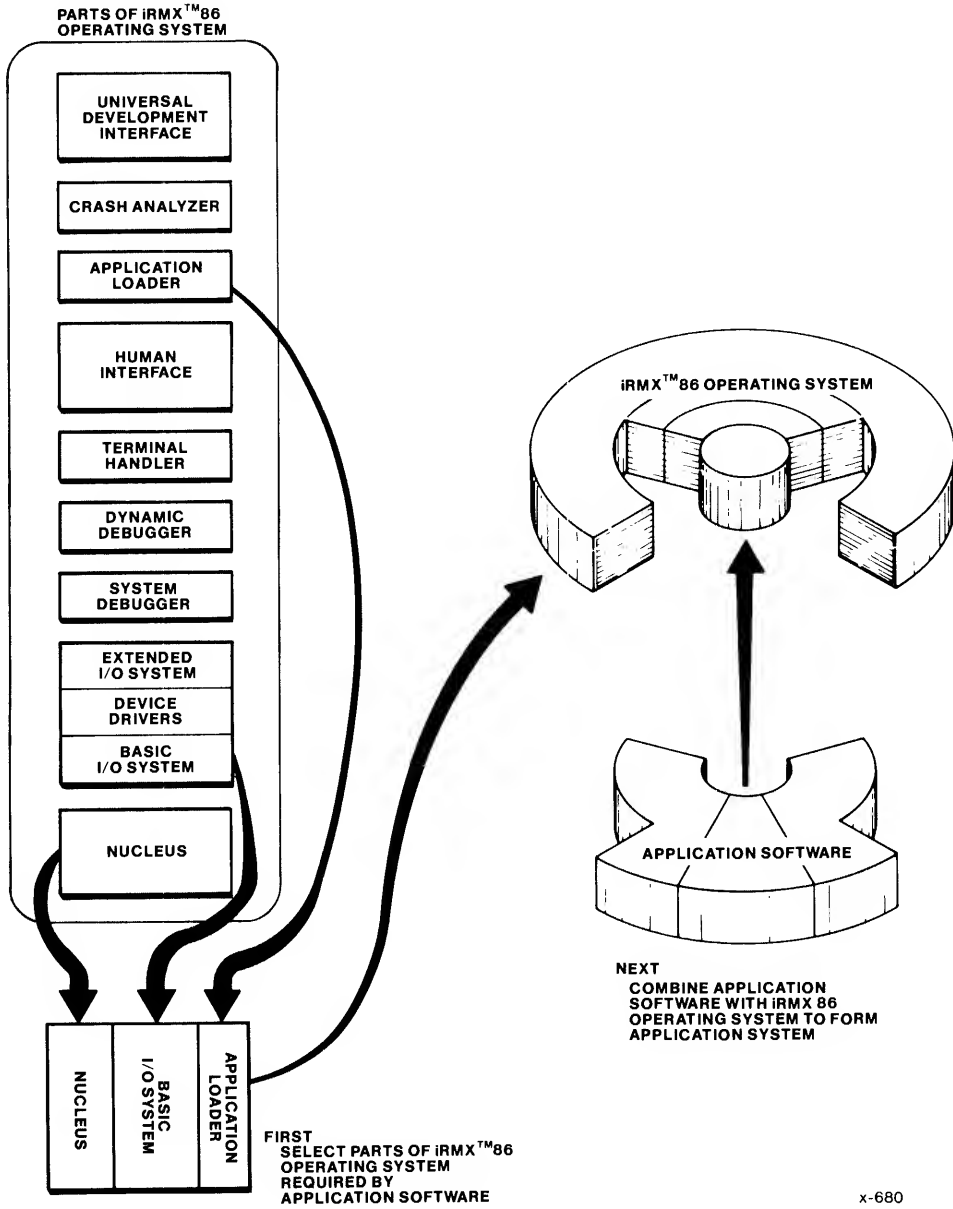 PARTS OF iRMX™86
OPERATING SYSTEM
UNIVERSAL
DEVELOPMENT
INTERFACE
CRASH ANALYZER
APPLICATION
LOADER
HUMAN
INTERFACE
TERMINAL
HANDLER
DYNAMIC
DEBUGGER
SYSTEM
DEBUGGER
EXTENDED
I/O SYSTEM
DEVICE
DRIVERS
BASIC
I/O SYSTEM
NUCLEUS
NUCLEUS
BASIC
I/O SYSTEM
APPLICATION
LOADER
FIRST
SELECT PARTS OF iRMX™86
OPERATING SYSTEM
REQUIRED BY
APPLICATION SOFTWARE
iRMX™86 OPERATING SYSTEM
APPLICATION SOFTWARE
NEXT
COMBINE APPLICATION
SOFTWARE WITH iRMX 86
OPERATING SYSTEM TO FORM
APPLICATION SYSTEM
x-680